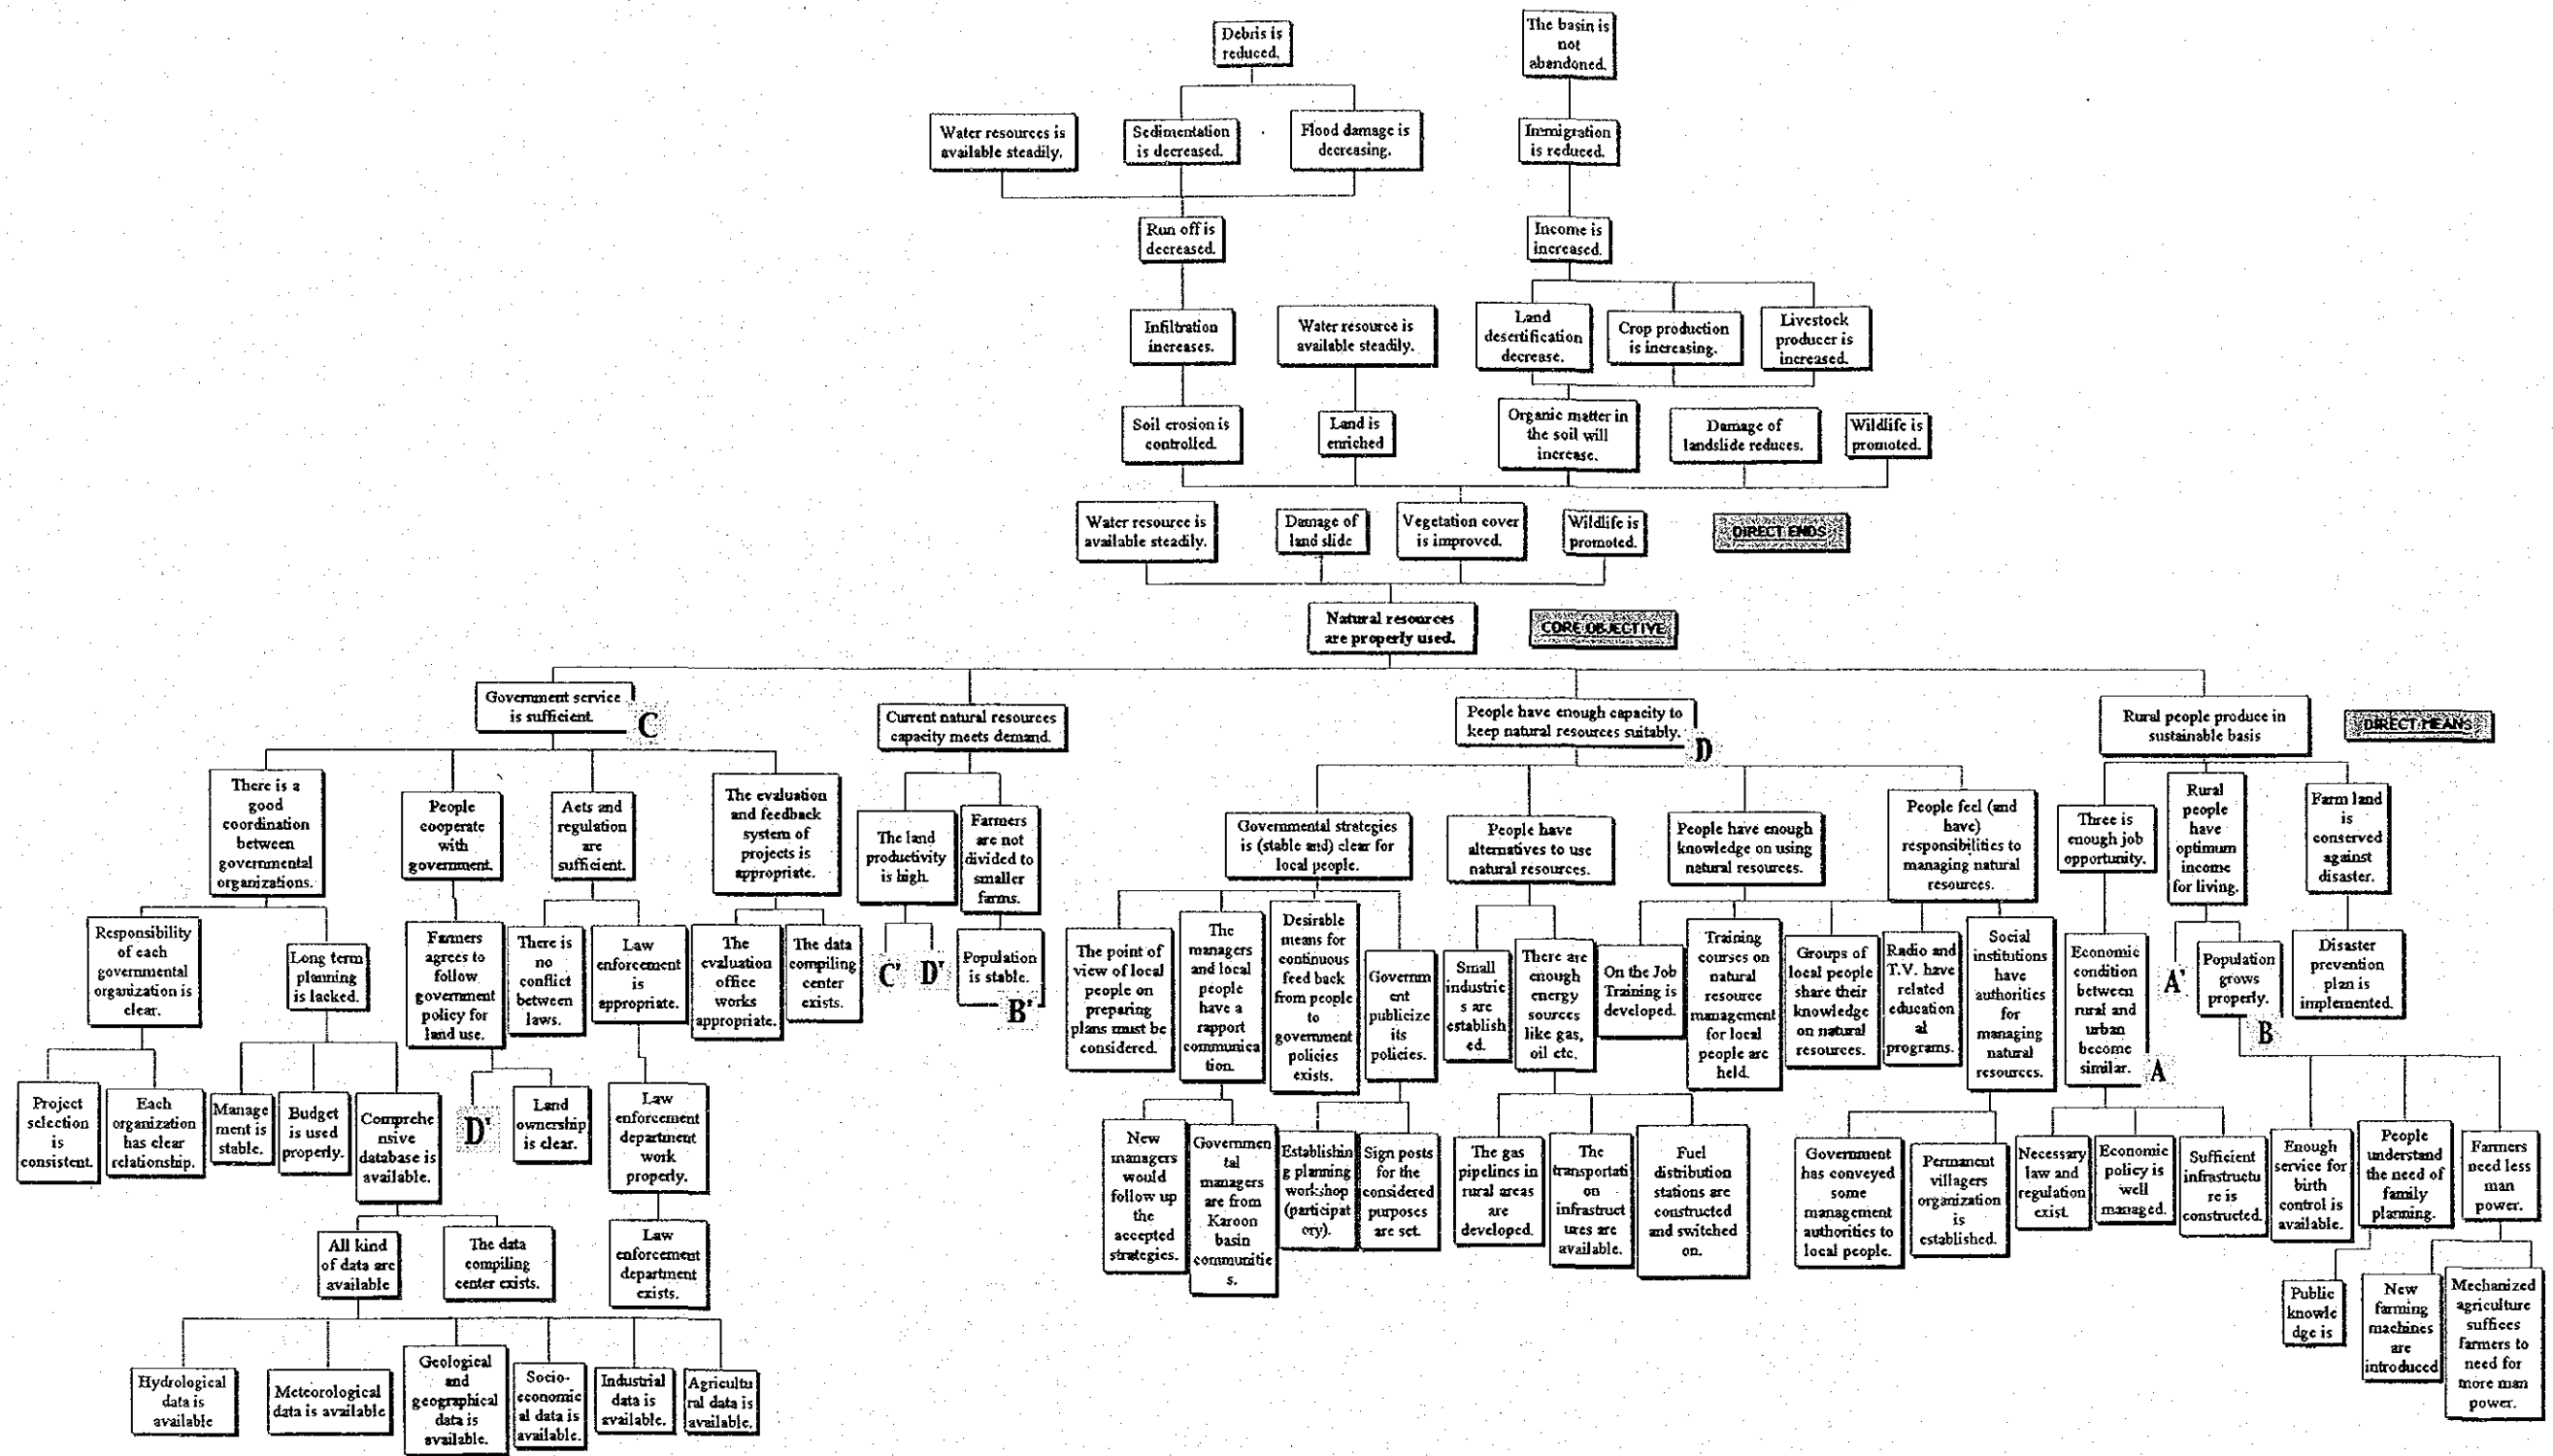 Debris is
reduced.
The basin is
not
abandoned.
Water resources is
available steadily.
Sedimentation
is decreased.
Flood damage is
decreasing.
Immigration
is reduced.
Run off is
decreased.
Income is
increased.
Infiltration
increases.
Water resource is
available steadily.
Land
desertification
decrease.
Crop production
is increasing.
Livestock
producer is
increased.
Soil erosion is
controlled.
Land is
enriched
Organic matter in
the soil will
increase.
Damage of
landslide reduces.
Wildlife is
promoted.
Water resource is
available steadily.
Damage of
land slide
Vegetation cover
is improved.
Wildlife is
promoted.
DIRECT ENDS
Natural resources
are properly used.
CORE OBJECTIVE
Government service
is sufficient.
C
Current natural resources
capacity meets demand.
People have enough capacity to
keep natural resources suitably.
D
Rural people produce in
sustainable basis
DIRECT MEANS
There is a
good
coordination
between
governmental
organizations.
People
cooperate
with
government.
Acts and
regulation
are
sufficient.
The evaluation
and feedback
system of
projects is
appropriate.
The land
productivity
is high.
Farmers
are not
divided to
smaller
farms.
Governmental strategies
is (stable and) clear for
local people.
People have
alternatives to use
natural resources.
People have enough
knowledge on using
natural resources.
People feel (and
have)
responsibilities to
managing natural
resources.
Three is
enough job
opportunity.
Rural
people
have
optimum
income
for living.
Farm land
is
conserved
against
disaster.
Responsibility
of each
governmental
organization is
clear.
Long term
planning
is lacked.
Farmers
agrees to
follow
government
policy for
land use.
There is
no
conflict
between
laws.
Law
enforcement
is
appropriate.
The
evaluation
office
works
appropriate.
The data
compiling
center
exists.
C'
D'
Population
is stable.
B'
The point of
view of local
people on
preparing
plans must be
considered.
The
managers
and local
people
have a
rapport
communica
tion.
Desirable
means for
continuous
feed back
from people
to
government
policies
exists.
Governm
ent
publicize
its
policies.
Small
industrie
s are
establish
ed.
There are
enough
energy
sources
like gas,
oil etc.
On the Job
Training is
developed.
Training
courses on
natural
resource
management
for local
people are
held.
Groups of
local people
share their
knowledge
on natural
resources.
Radio and
T.V. have
related
education
al
programs.
Social
institutions
have
authorities
for
managing
natural
resources.
Economic
condition
between
rural and
urban
become
similar.
A
A'
Population
grows
properly.
B
Disaster
prevention
plan is
implemented.
Project
selection
is
consistent.
Each
organization
has clear
relationship.
Manage
ment is
stable.
Budget
is used
properly.
Comprehe
nsive
database is
available.
D'
Land
ownership
is clear.
Law
enforcement
department
work
properly.
New
managers
would
follow up
the
accepted
strategies.
Governmen
tal
managers
are from
Karoon
basin
communitie
s.
Establishin
g planning
workshop
(participat
ory).
Sign posts
for the
considered
purposes
are set.
The gas
pipelines in
rural areas
are
developed.
The
transportati
on
infrastruct
ures are
available.
Fuel
distribution
stations are
constructed
and switched
on.
Government
has conveyed
some
management
authorities to
local people.
Permanent
villagers
organization
is
established.
Necessary
law and
regulation
exist.
Economic
policy is
well
managed.
Sufficient
infrastructu
re is
constructed.
Enough
service for
birth
control is
available.
People
understand
the need of
family
planning.
Farmers
need less
man
power.
All kind
of data are
available
The data
compiling
center exists.
Law
enforcement
department
exists.
Public
knowle
dge is
New
farming
machines
are
introduced
Mechanized
agriculture
suffices
farmers to
need for
more man
power.
Hydrological
data is
available
Meteorological
data is available
Geological
and
geographical
data is
available.
Socio-
economic
al data is
available.
Industrial
data is
available.
Agricultu
ral data is
available.